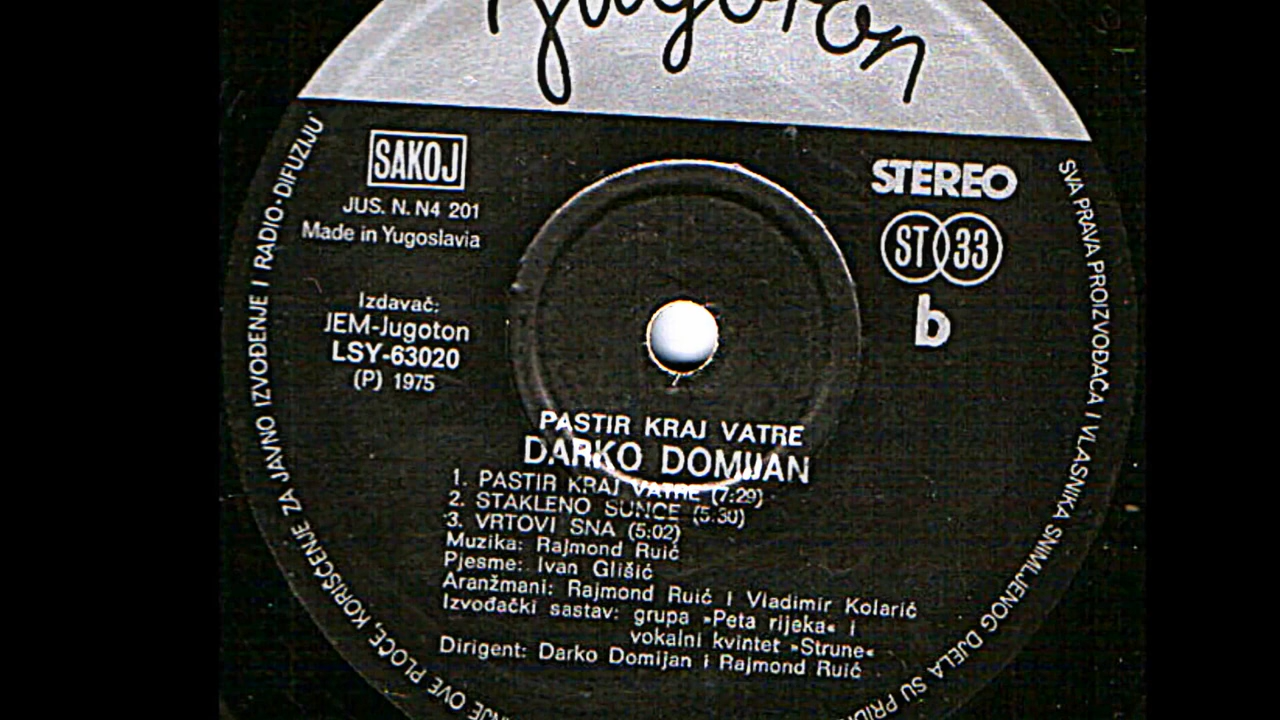 Jugoton
SAKOJ
JUS. N. N4 201
Made in Yugoslavia
Izdavač:
JEM-Jugoton
LSY-63020
(P) 1975
STEREO
ST 33
b
PASTIR KRAJ VATRE
DARKO DOMIJAN
1. PASTIR KRAJ VATRE (7:29)
2. STAKLENO SUNCE (5:30)
3. VRTOVI SNA (5:02)
Muzika: Rajmond Ruić
Pjesme: Ivan Glišić
Aranžmani: Rajmond Ruić i Vladimir Kolarić
Izvođački sastav: grupa »Peta rijeka« i
vokalni kvintet »Strune«
Dirigent: Darko Domijan i Rajmond Ruić
SVA PRAVA PROIZVOĐAČA I VLASNIKA SNIMLJENOG DJELA SU
OVE PLOČE, KORIŠĆENJE ZA JAVNO IZVOĐENJE I RADIO-DIFUZIJU